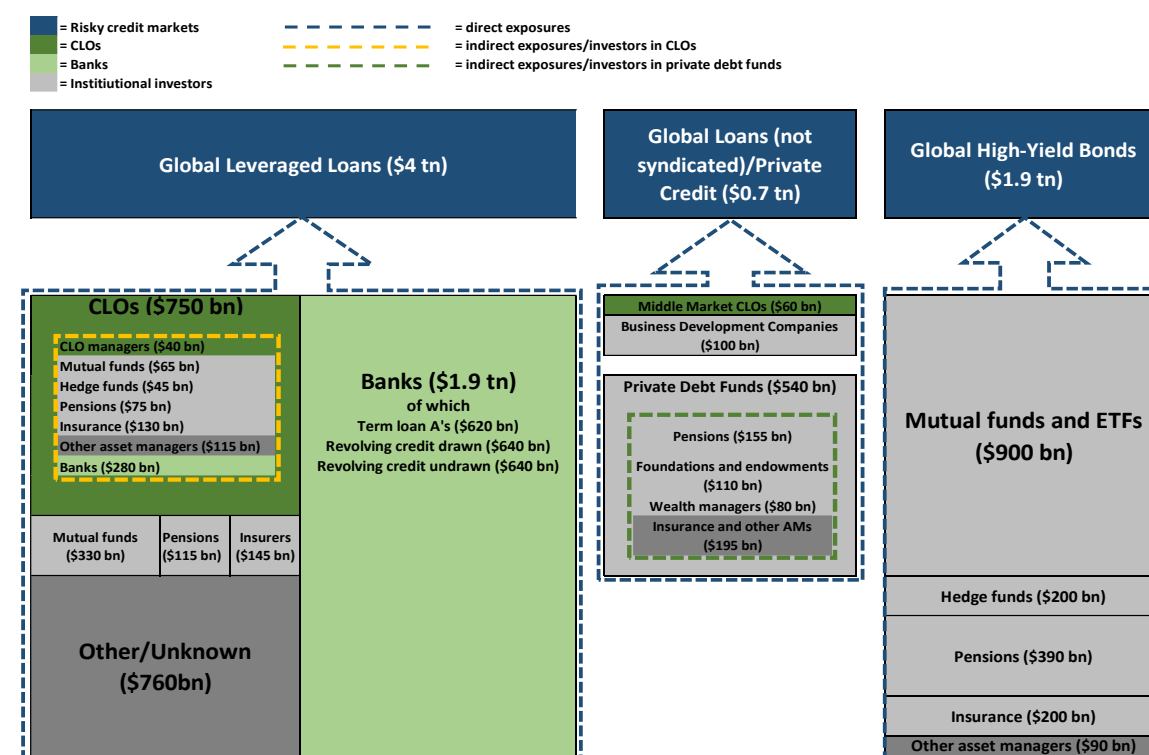 = Risky credit markets
= CLOs
= Banks
= Institiutional investors
= direct exposures
= indirect exposures/investors in CLOs
= indirect exposures/investors in private debt funds
Global Leveraged Loans ($4 tn)
Global Loans (not
syndicated)/Private
Credit ($0.7 tn)
Global High-Yield Bonds
($1.9 tn)
CLOs ($750 bn)
CLO managers ($40 bn)
Mutual funds ($65 bn)
Hedge funds ($45 bn)
Pensions ($75 bn)
Insurance ($130 bn)
Other asset managers ($115 bn)
Banks ($280 bn)
Mutual funds
($330 bn)
Pensions
($115 bn)
Insurers
($145 bn)
Other/Unknown
($760bn)
Banks ($1.9 tn)
of which
Term loan A's ($620 bn)
Revolving credit drawn ($640 bn)
Revolving credit undrawn ($640 bn)
Middle Market CLOs ($60 bn)
Business Development Companies
($100 bn)
Private Debt Funds ($540 bn)
Pensions ($155 bn)
Foundations and endowments
($110 bn)
Wealth managers ($80 bn)
Insurance and other AMs
($195 bn)
Mutual funds and ETFs
($900 bn)
Hedge funds ($200 bn)
Pensions ($390 bn)
Insurance ($200 bn)
Other asset managers ($90 bn)